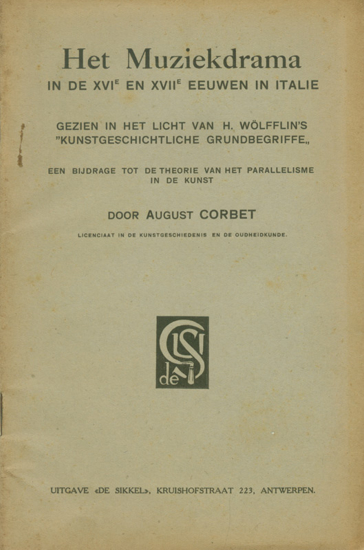 Het Muziekdrama
IN DE XVIᴱ EN XVIIᴱ EEUWEN IN ITALIE
GEZIEN IN HET LICHT VAN H. WÖLFFLIN'S
"KUNSTGESCHICHTLICHE GRUNDBEGRIFFE„
EEN BIJDRAGE TOT DE THEORIE VAN HET PARALLELISME
IN DE KUNST
DOOR AUGUST CORBET
LICENCIAAT IN DE KUNSTGESCHIEDENIS EN DE OUDHEIDKUNDE.
de
UITGAVE «DE SIKKEL», KRUISHOFSTRAAT 223, ANTWERPEN.